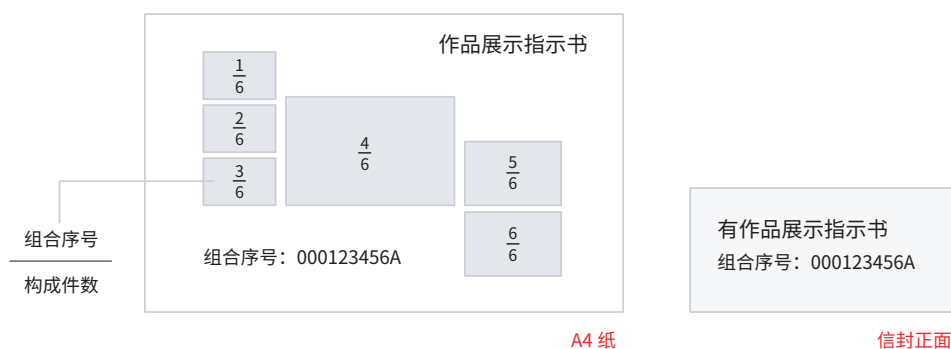 作品展示指示书
1/6
2/6
3/6
4/6
5/6
6/6
组合序号
构成件数
组合序号：000123456A
A4 纸
有作品展示指示书
组合序号：000123456A
信封正面